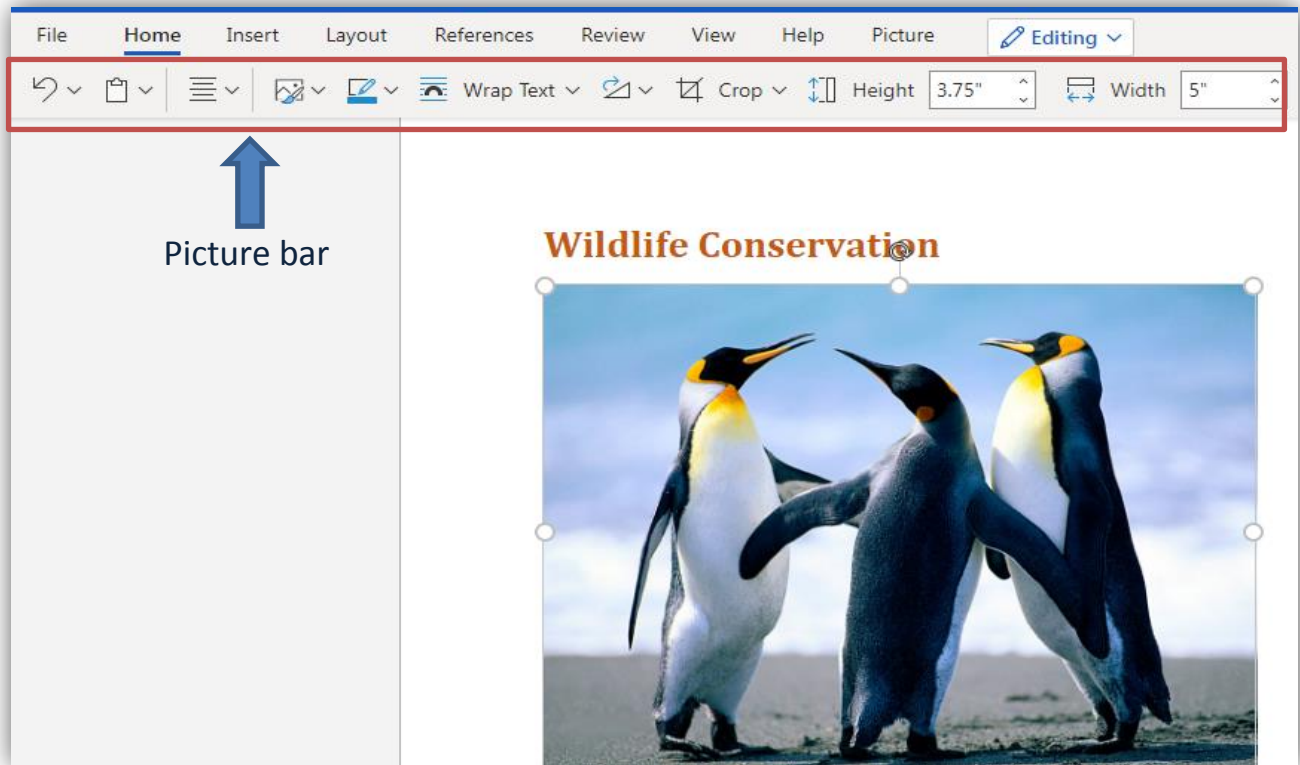 File Home Insert Layout References Review View Help Picture Editing
Wrap Text Crop Height 3.75" Width 5"
Picture bar
Wildlife Conservation